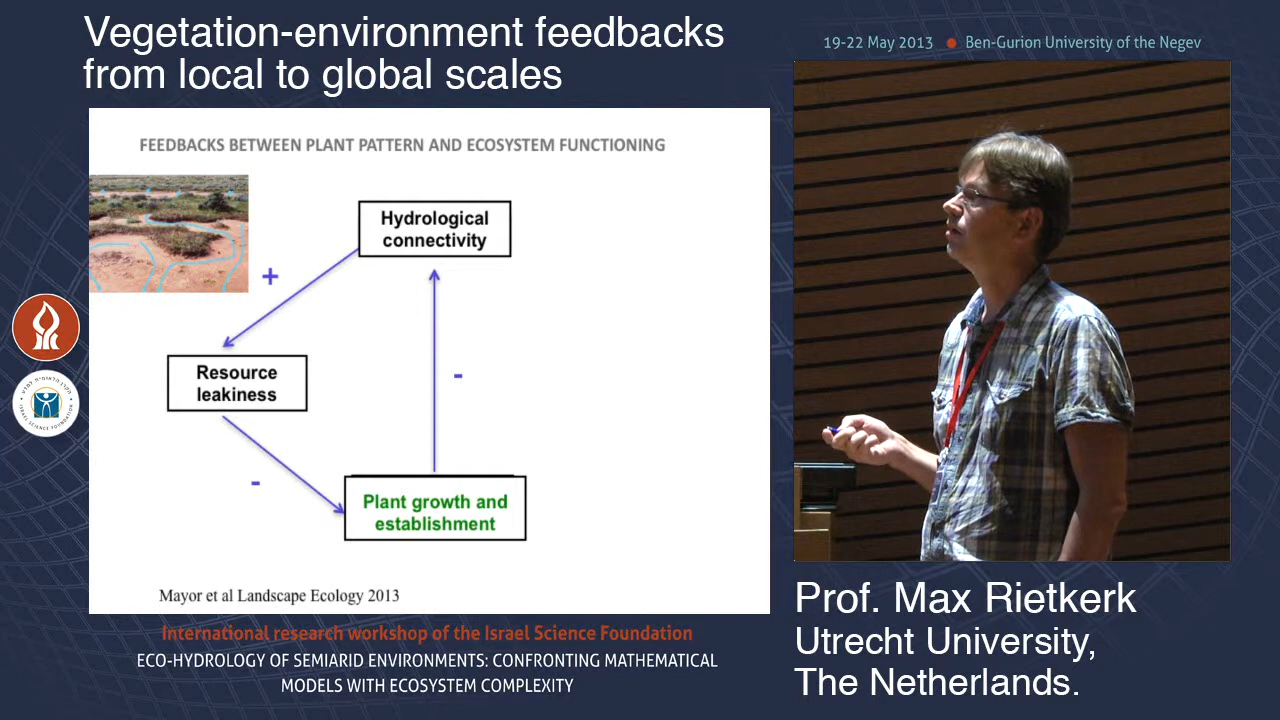 Vegetation-environment feedbacks
from local to global scales
19-22 May 2013 ● Ben-Gurion University of the Negev
FEEDBACKS BETWEEN PLANT PATTERN AND ECOSYSTEM FUNCTIONING
Hydrological
connectivity
+
Resource
leakiness
-
-
Plant growth and
establishment
Mayor et al Landscape Ecology 2013
ISRAEL SCIENCE FOUNDATION
International research workshop of the Israel Science Foundation
ECO-HYDROLOGY OF SEMIARID ENVIRONMENTS: CONFRONTING MATHEMATICAL
MODELS WITH ECOSYSTEM COMPLEXITY
Prof. Max Rietkerk
Utrecht University,
The Netherlands.